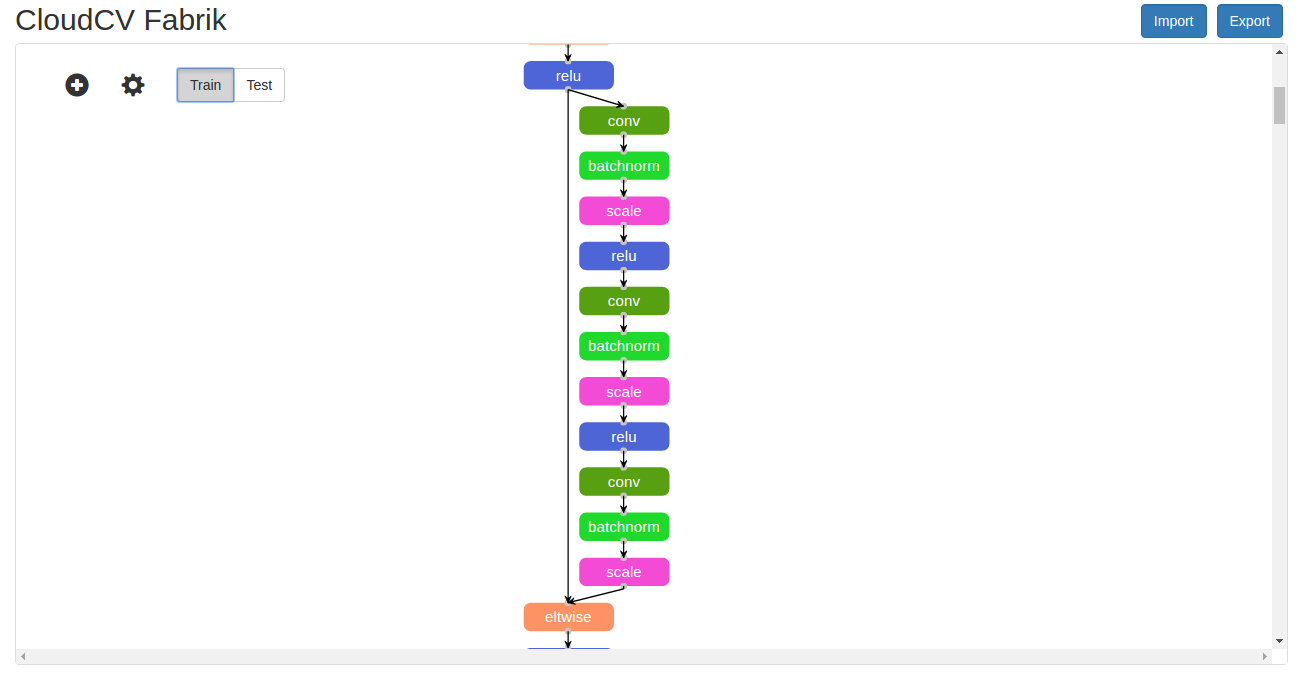 CloudCV Fabrik
Import Export
Train Test
relu
conv
batchnorm
scale
relu
conv
batchnorm
scale
relu
conv
batchnorm
scale
eltwise